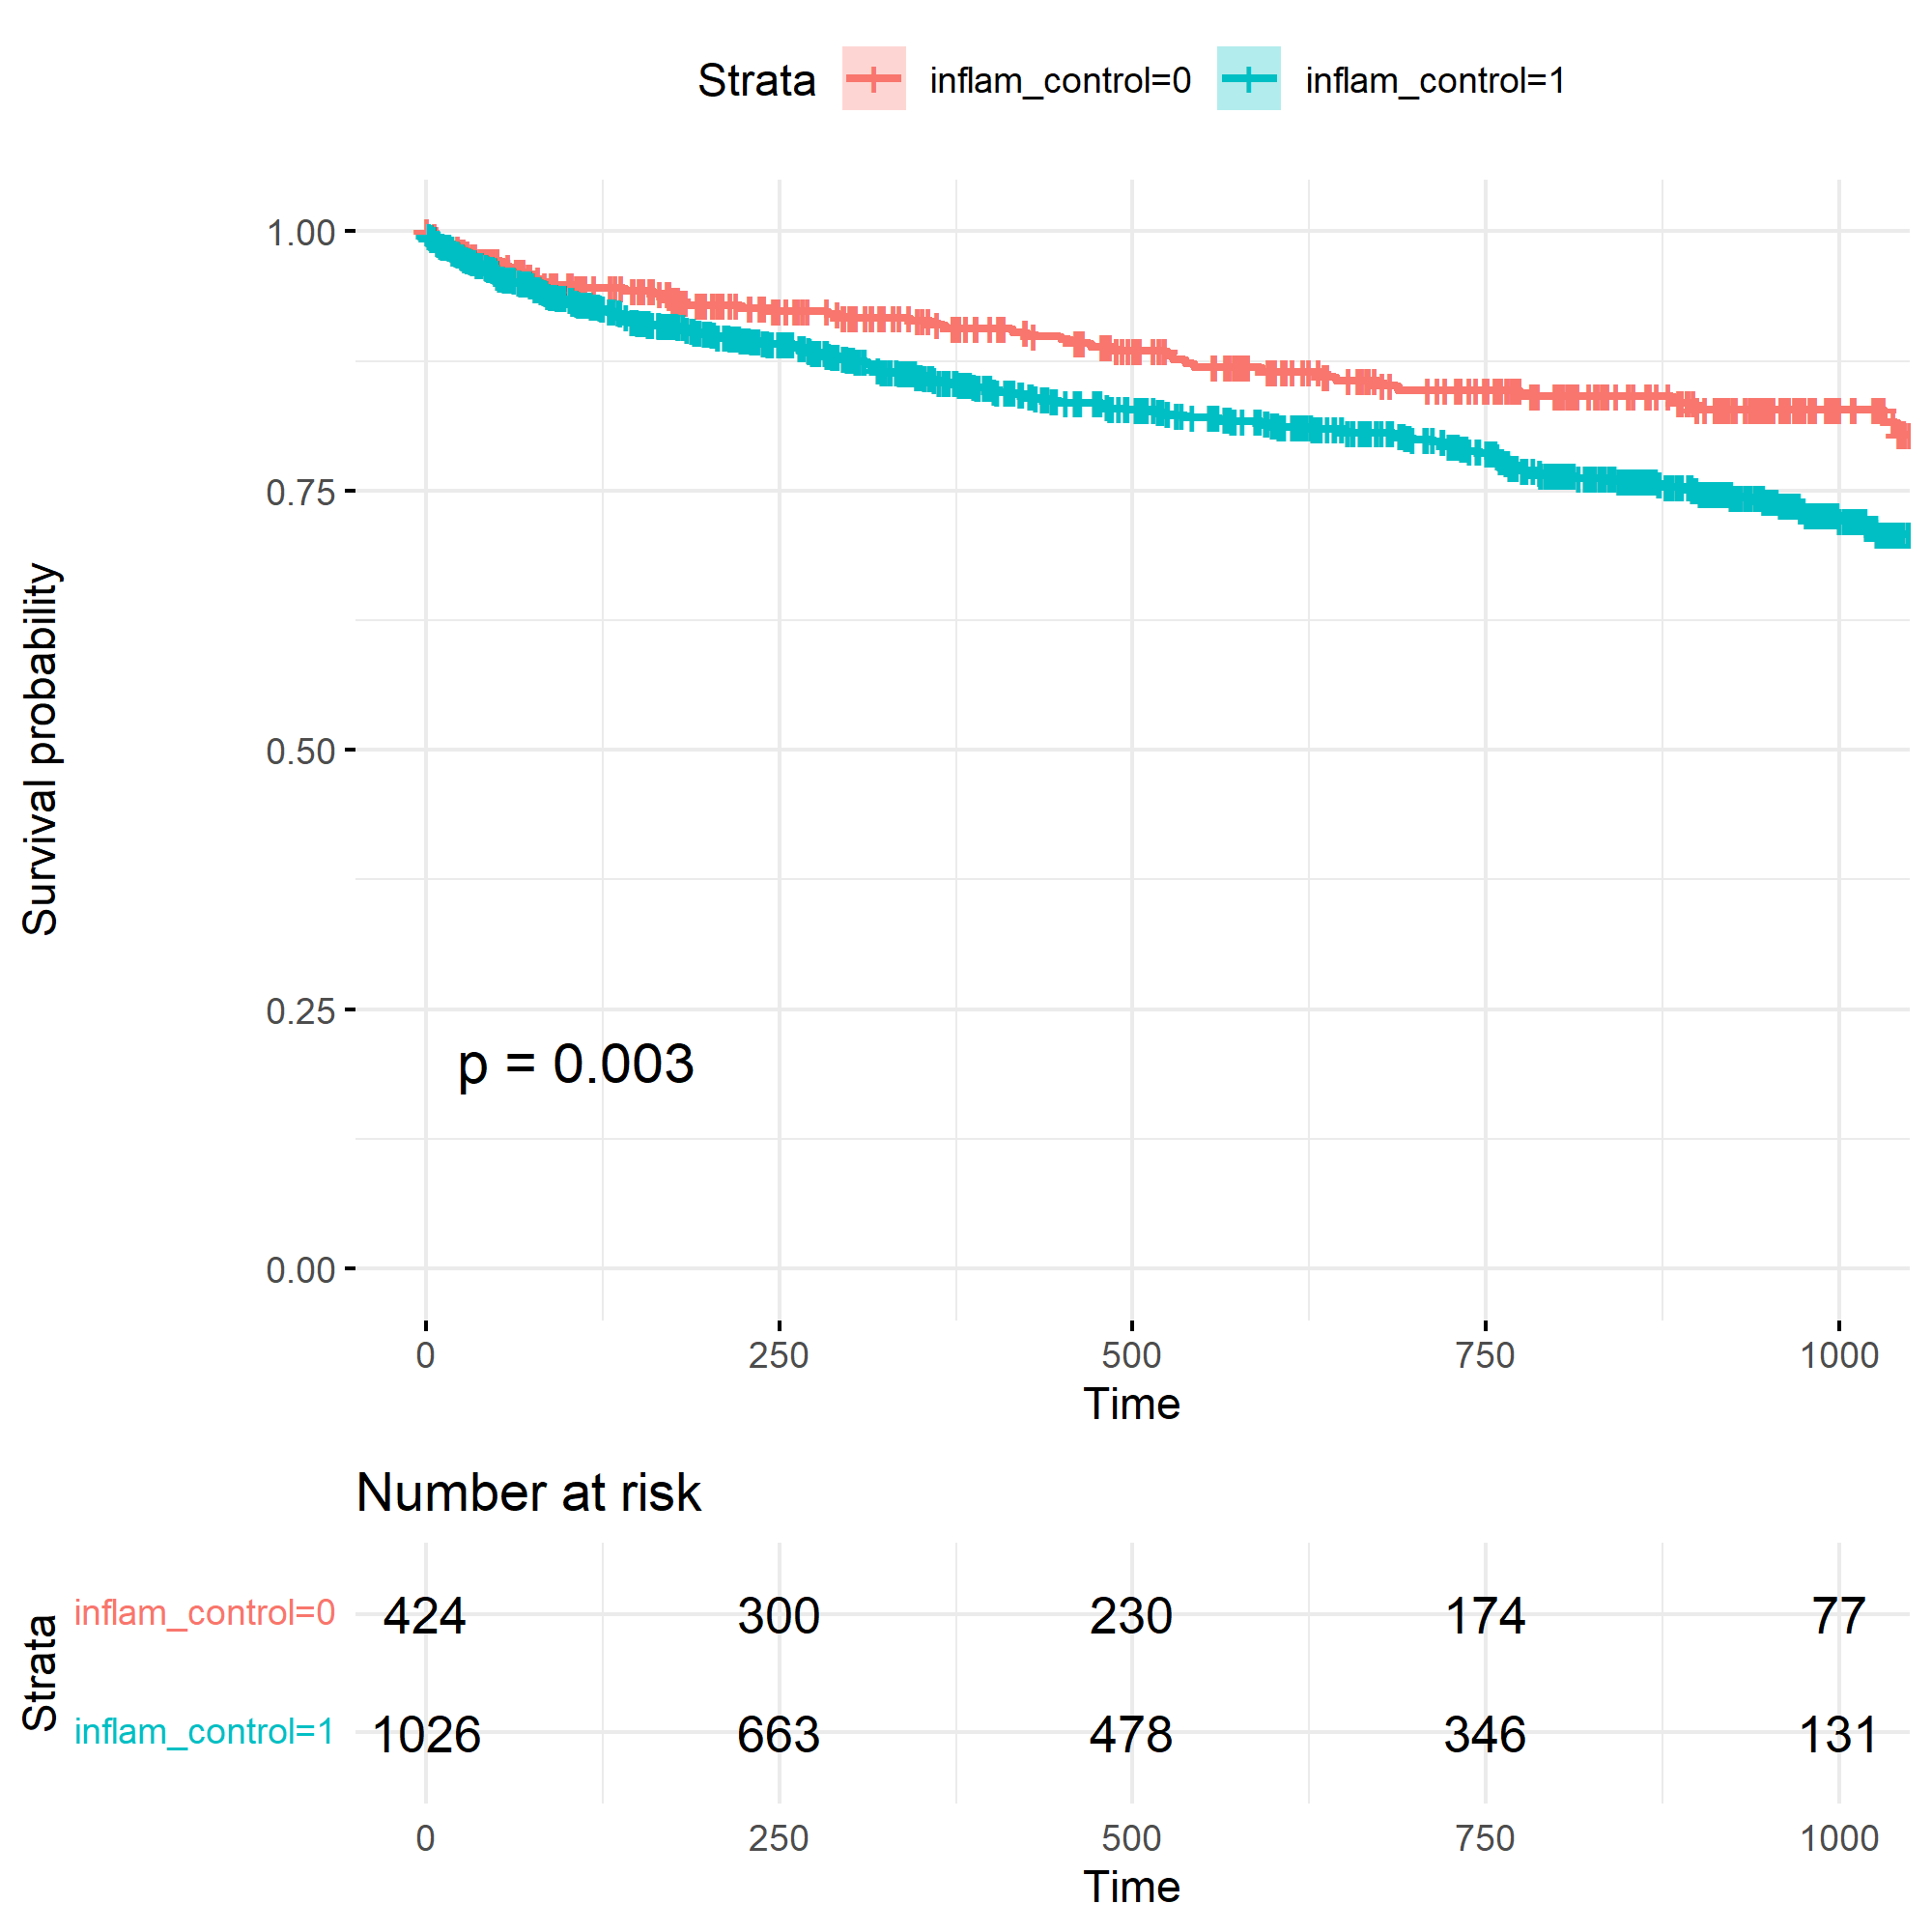 Strata inflam_control=0 inflam_control=1
1.00
0.75
0.50
0.25
0.00
Survival probability
p = 0.003
0 250 500 750 1000
Time
Number at risk
Strata
inflam_control=0 424 300 230 174 77
inflam_control=1 1026 663 478 346 131
0 250 500 750 1000
Time